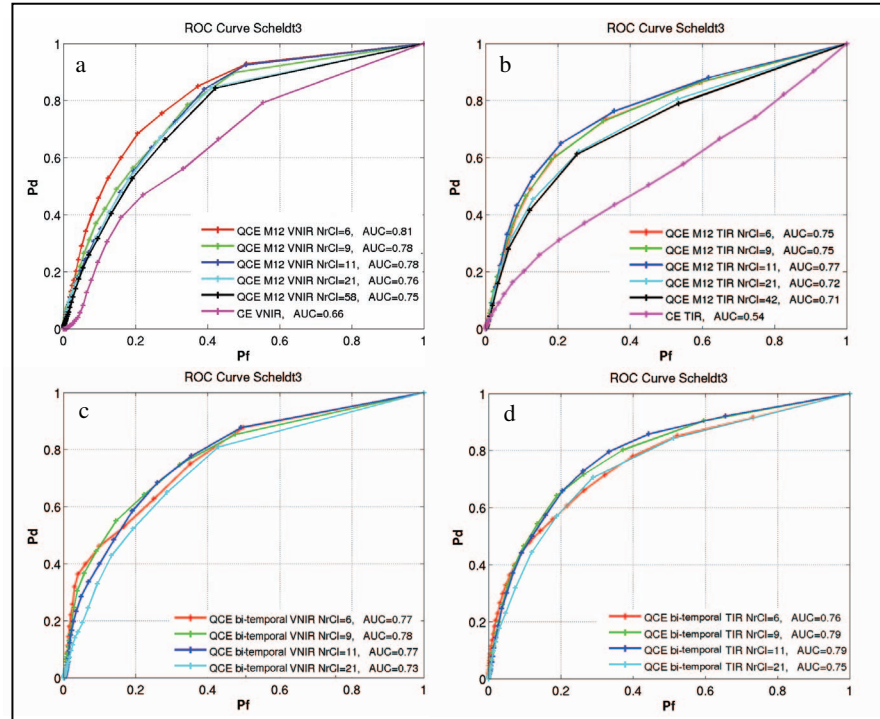 ROC Curve Scheldt3
a
Pd
1
0.8
0.6
0.4
0.2
0
QCE M12 VNIR NrCl=6, AUC=0.81
QCE M12 VNIR NrCl=9, AUC=0.78
QCE M12 VNIR NrCl=11, AUC=0.78
QCE M12 VNIR NrCl=21, AUC=0.76
QCE M12 VNIR NrCl=58, AUC=0.75
CE VNIR, AUC=0.66
0 0.2 0.4 0.6 0.8 1
Pf
ROC Curve Scheldt3
b
Pd
1
0.8
0.6
0.4
0.2
0
QCE M12 TIR NrCl=6, AUC=0.75
QCE M12 TIR NrCl=9, AUC=0.75
QCE M12 TIR NrCl=11, AUC=0.77
QCE M12 TIR NrCl=21, AUC=0.72
QCE M12 TIR NrCl=42, AUC=0.71
CE TIR, AUC=0.54
0 0.2 0.4 0.6 0.8 1
Pf
ROC Curve Scheldt3
c
Pd
1
0.8
0.6
0.4
0.2
0
QCE bi-temporal VNIR NrCl=6, AUC=0.77
QCE bi-temporal VNIR NrCl=9, AUC=0.78
QCE bi-temporal VNIR NrCl=11, AUC=0.77
QCE bi-temporal VNIR NrCl=21, AUC=0.73
0 0.2 0.4 0.6 0.8 1
Pf
ROC Curve Scheldt3
d
Pd
1
0.8
0.6
0.4
0.2
0
QCE bi-temporal TIR NrCl=6, AUC=0.76
QCE bi-temporal TIR NrCl=9, AUC=0.79
QCE bi-temporal TIR NrCl=11, AUC=0.79
QCE bi-temporal TIR NrCl=21, AUC=0.75
0 0.2 0.4 0.6 0.8 1
Pf